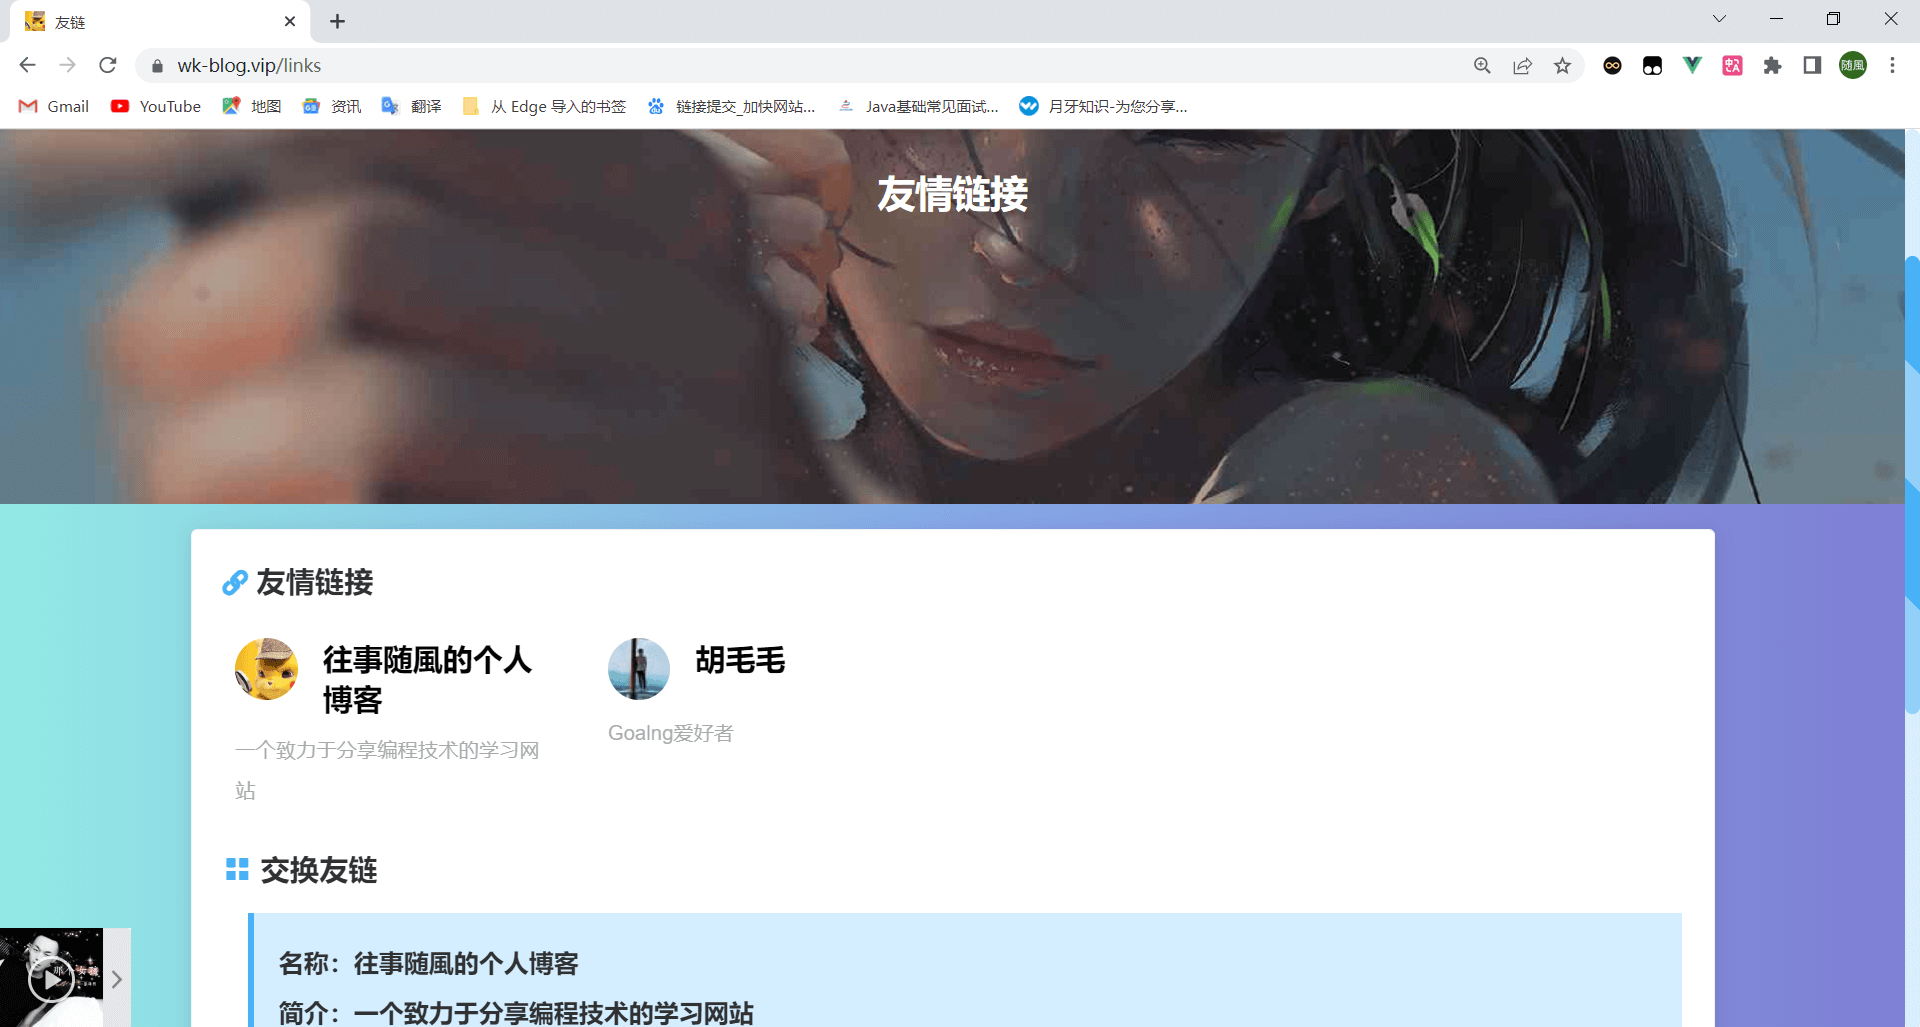 友链
wk-blog.vip/links
随風
Gmail
YouTube
地图
资讯
翻译
从 Edge 导入的书签
链接提交_加快网站...
Java基础常见面试...
月牙知识-为您分享...
友情链接
友情链接
往事随風的个人
博客
一个致力于分享编程技术的学习网
站
胡毛毛
Goalng爱好者
交换友链
名称：往事随風的个人博客
简介：一个致力于分享编程技术的学习网站